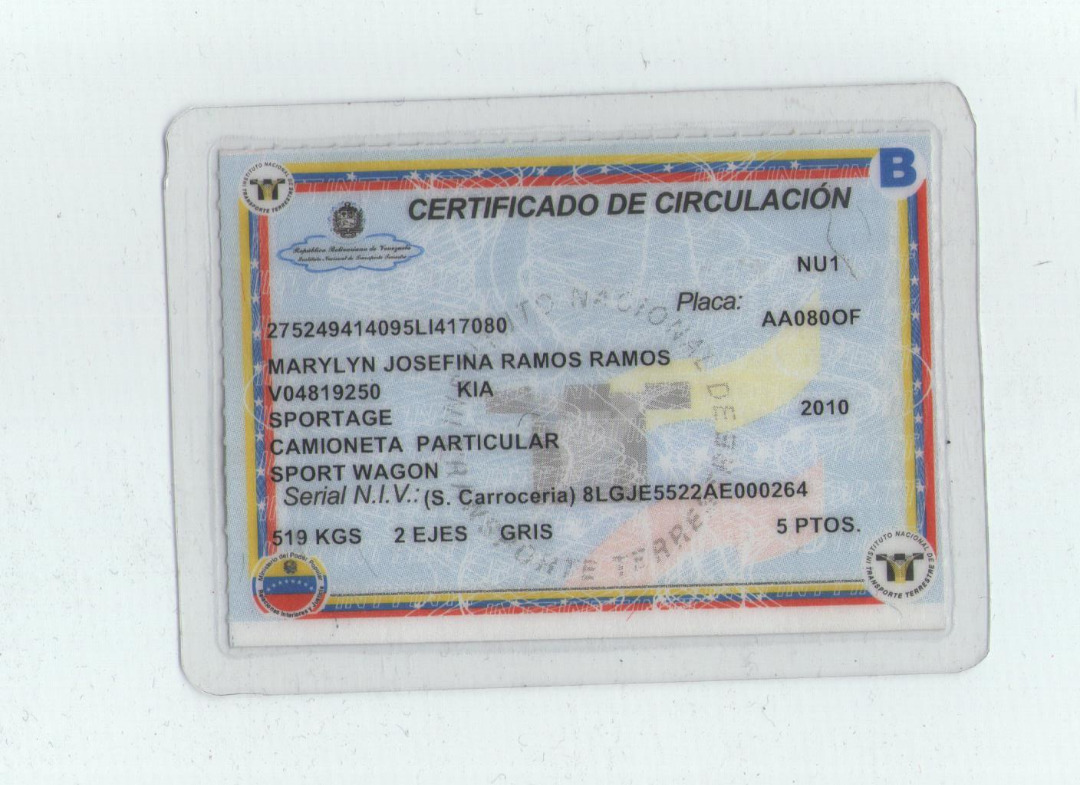 B
INSTITUTO NACIONAL DE TRANSPORTE TERRESTRE
CERTIFICADO DE CIRCULACIÓN
República Bolivariana de Venezuela
Instituto Nacional de Transporte Terrestre
NU1
Placa:
275249414095LI417080 AA080OF
MARYLYN JOSEFINA RAMOS RAMOS
V04819250 KIA
SPORTAGE 2010
CAMIONETA PARTICULAR
SPORT WAGON
Serial N.I.V.: (S. Carroceria) 8LGJE5522AE000264
519 KGS 2 EJES GRIS 5 PTOS.
INSTITUTO NACIONAL DE TRANSPORTE TERRESTRE
Ministerio del Poder Popular
INSTITUTO NACIONAL DE TRANSPORTE TERRESTRE